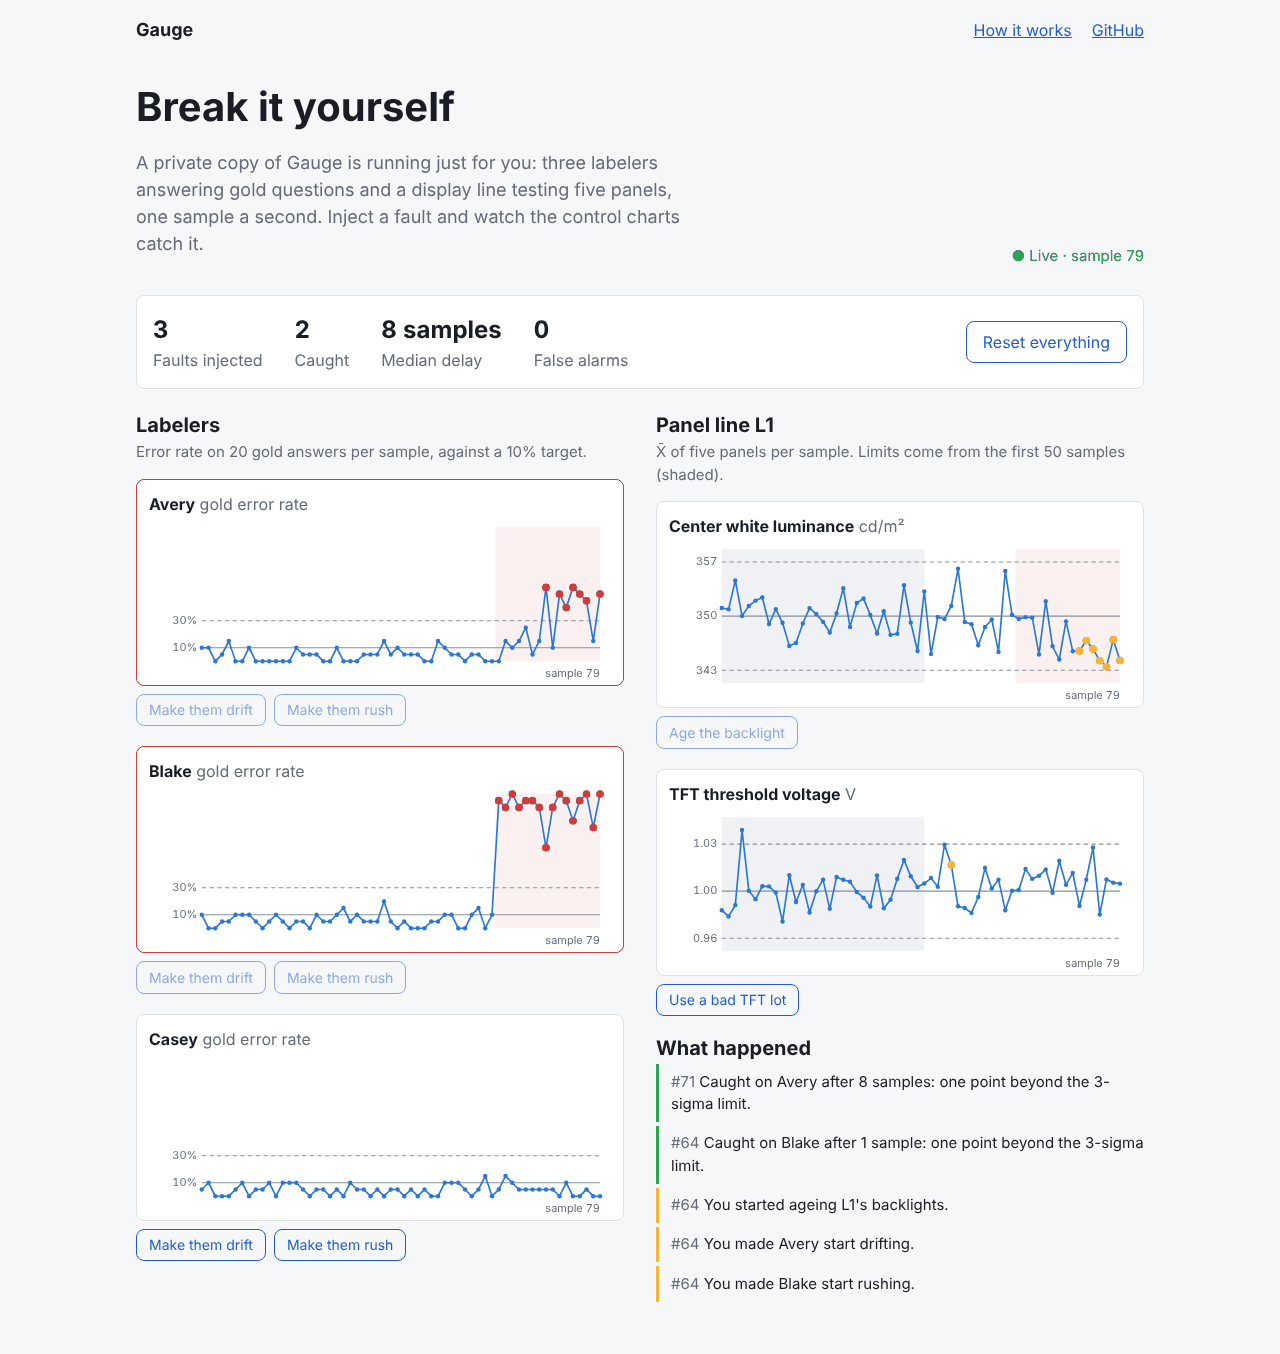 Gauge
How it works GitHub
Break it yourself
A private copy of Gauge is running just for you: three labelers
answering gold questions and a display line testing five panels,
one sample a second. Inject a fault and watch the control charts
catch it.
Live · sample 79
3 2 8 samples 0
Faults injected Caught Median delay False alarms
Reset everything
Labelers
Error rate on 20 gold answers per sample, against a 10% target.
Avery gold error rate
30%
10%
sample 79
Make them drift Make them rush
Blake gold error rate
30%
10%
sample 79
Make them drift Make them rush
Casey gold error rate
30%
10%
sample 79
Make them drift Make them rush
Panel line L1
X̄ of five panels per sample. Limits come from the first 50 samples
(shaded).
Center white luminance cd/m²
357
350
343
sample 79
Age the backlight
TFT threshold voltage V
1.03
1.00
0.96
sample 79
Use a bad TFT lot
What happened
#71 Caught on Avery after 8 samples: one point beyond the 3-
sigma limit.
#64 Caught on Blake after 1 sample: one point beyond the 3-sigma
limit.
#64 You started ageing L1's backlights.
#64 You made Avery start drifting.
#64 You made Blake start rushing.